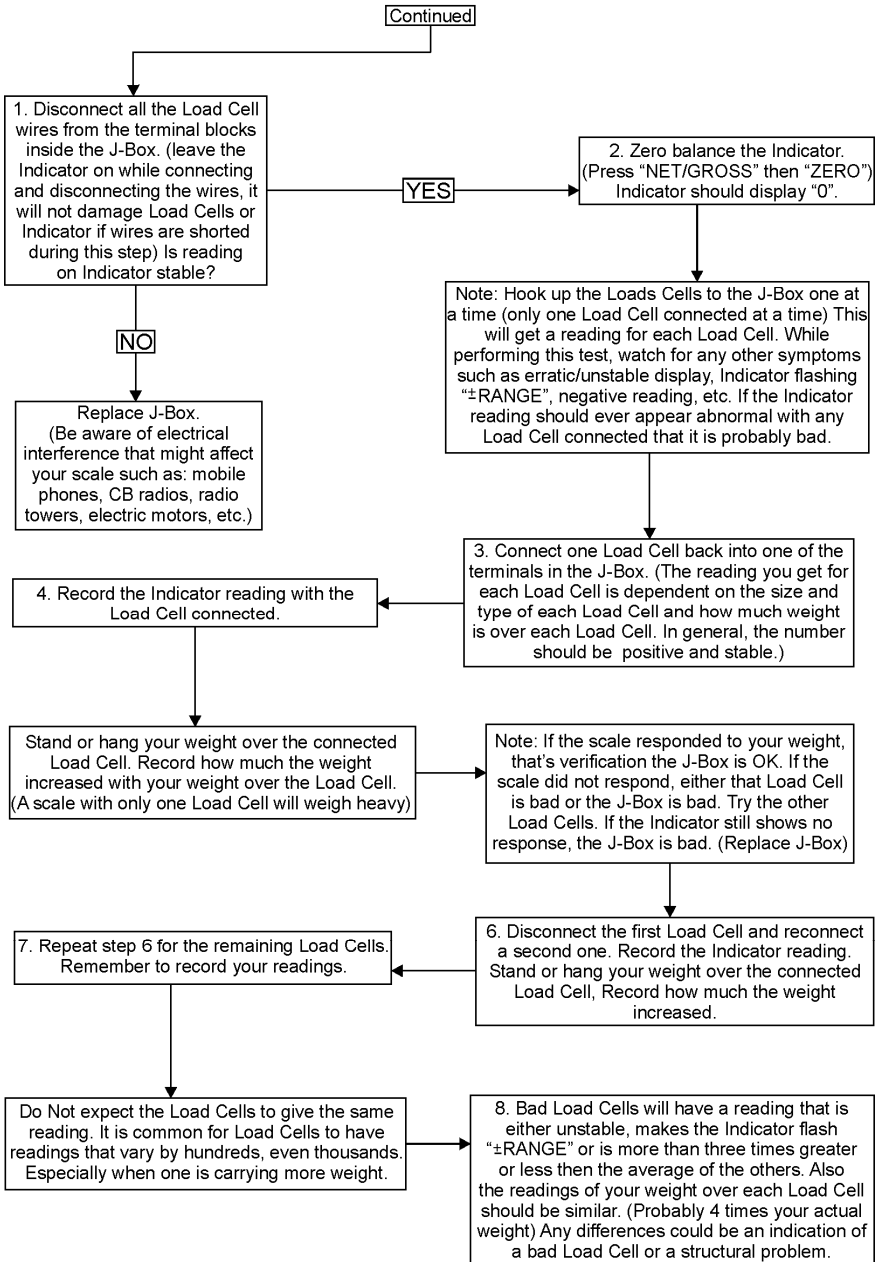 Continued
1. Disconnect all the Load Cell
wires from the terminal blocks
inside the J-Box. (leave the
Indicator on while connecting
and disconnecting the wires, it
will not damage Load Cells or
Indicator if wires are shorted
during this step) Is reading
on Indicator stable?
YES
2. Zero balance the Indicator.
(Press “NET/GROSS” then “ZERO”)
Indicator should display “0”.
NO
Replace J-Box.
(Be aware of electrical
interference that might affect
your scale such as: mobile
phones, CB radios, radio
towers, electric motors, etc.)
Note: Hook up the Loads Cells to the J-Box one at
a time (only one Load Cell connected at a time) This
will get a reading for each Load Cell. While
performing this test, watch for any other symptoms
such as erratic/unstable display, Indicator flashing
“±RANGE”, negative reading, etc. If the Indicator
reading should ever appear abnormal with any
Load Cell connected that it is probably bad.
3. Connect one Load Cell back into one of the
terminals in the J-Box. (The reading you get for
each Load Cell is dependent on the size and
type of each Load Cell and how much weight
is over each Load Cell. In general, the number
should be positive and stable.)
4. Record the Indicator reading with the
Load Cell connected.
Stand or hang your weight over the connected
Load Cell. Record how much the weight
increased with your weight over the Load Cell.
(A scale with only one Load Cell will weigh heavy)
Note: If the scale responded to your weight,
that’s verification the J-Box is OK. If the
scale did not respond, either that Load Cell
is bad or the J-Box is bad. Try the other
Load Cells. If the Indicator still shows no
response, the J-Box is bad. (Replace J-Box)
6. Disconnect the first Load Cell and reconnect
a second one. Record the Indicator reading.
Stand or hang your weight over the connected
Load Cell, Record how much the weight
increased.
7. Repeat step 6 for the remaining Load Cells.
Remember to record your readings.
Do Not expect the Load Cells to give the same
reading. It is common for Load Cells to have
readings that vary by hundreds, even thousands.
Especially when one is carrying more weight.
8. Bad Load Cells will have a reading that is
either unstable, makes the Indicator flash
“±RANGE” or is more than three times greater
or less then the average of the others. Also
the readings of your weight over each Load Cell
should be similar. (Probably 4 times your actual
weight) Any differences could be an indication of
a bad Load Cell or a structural problem.